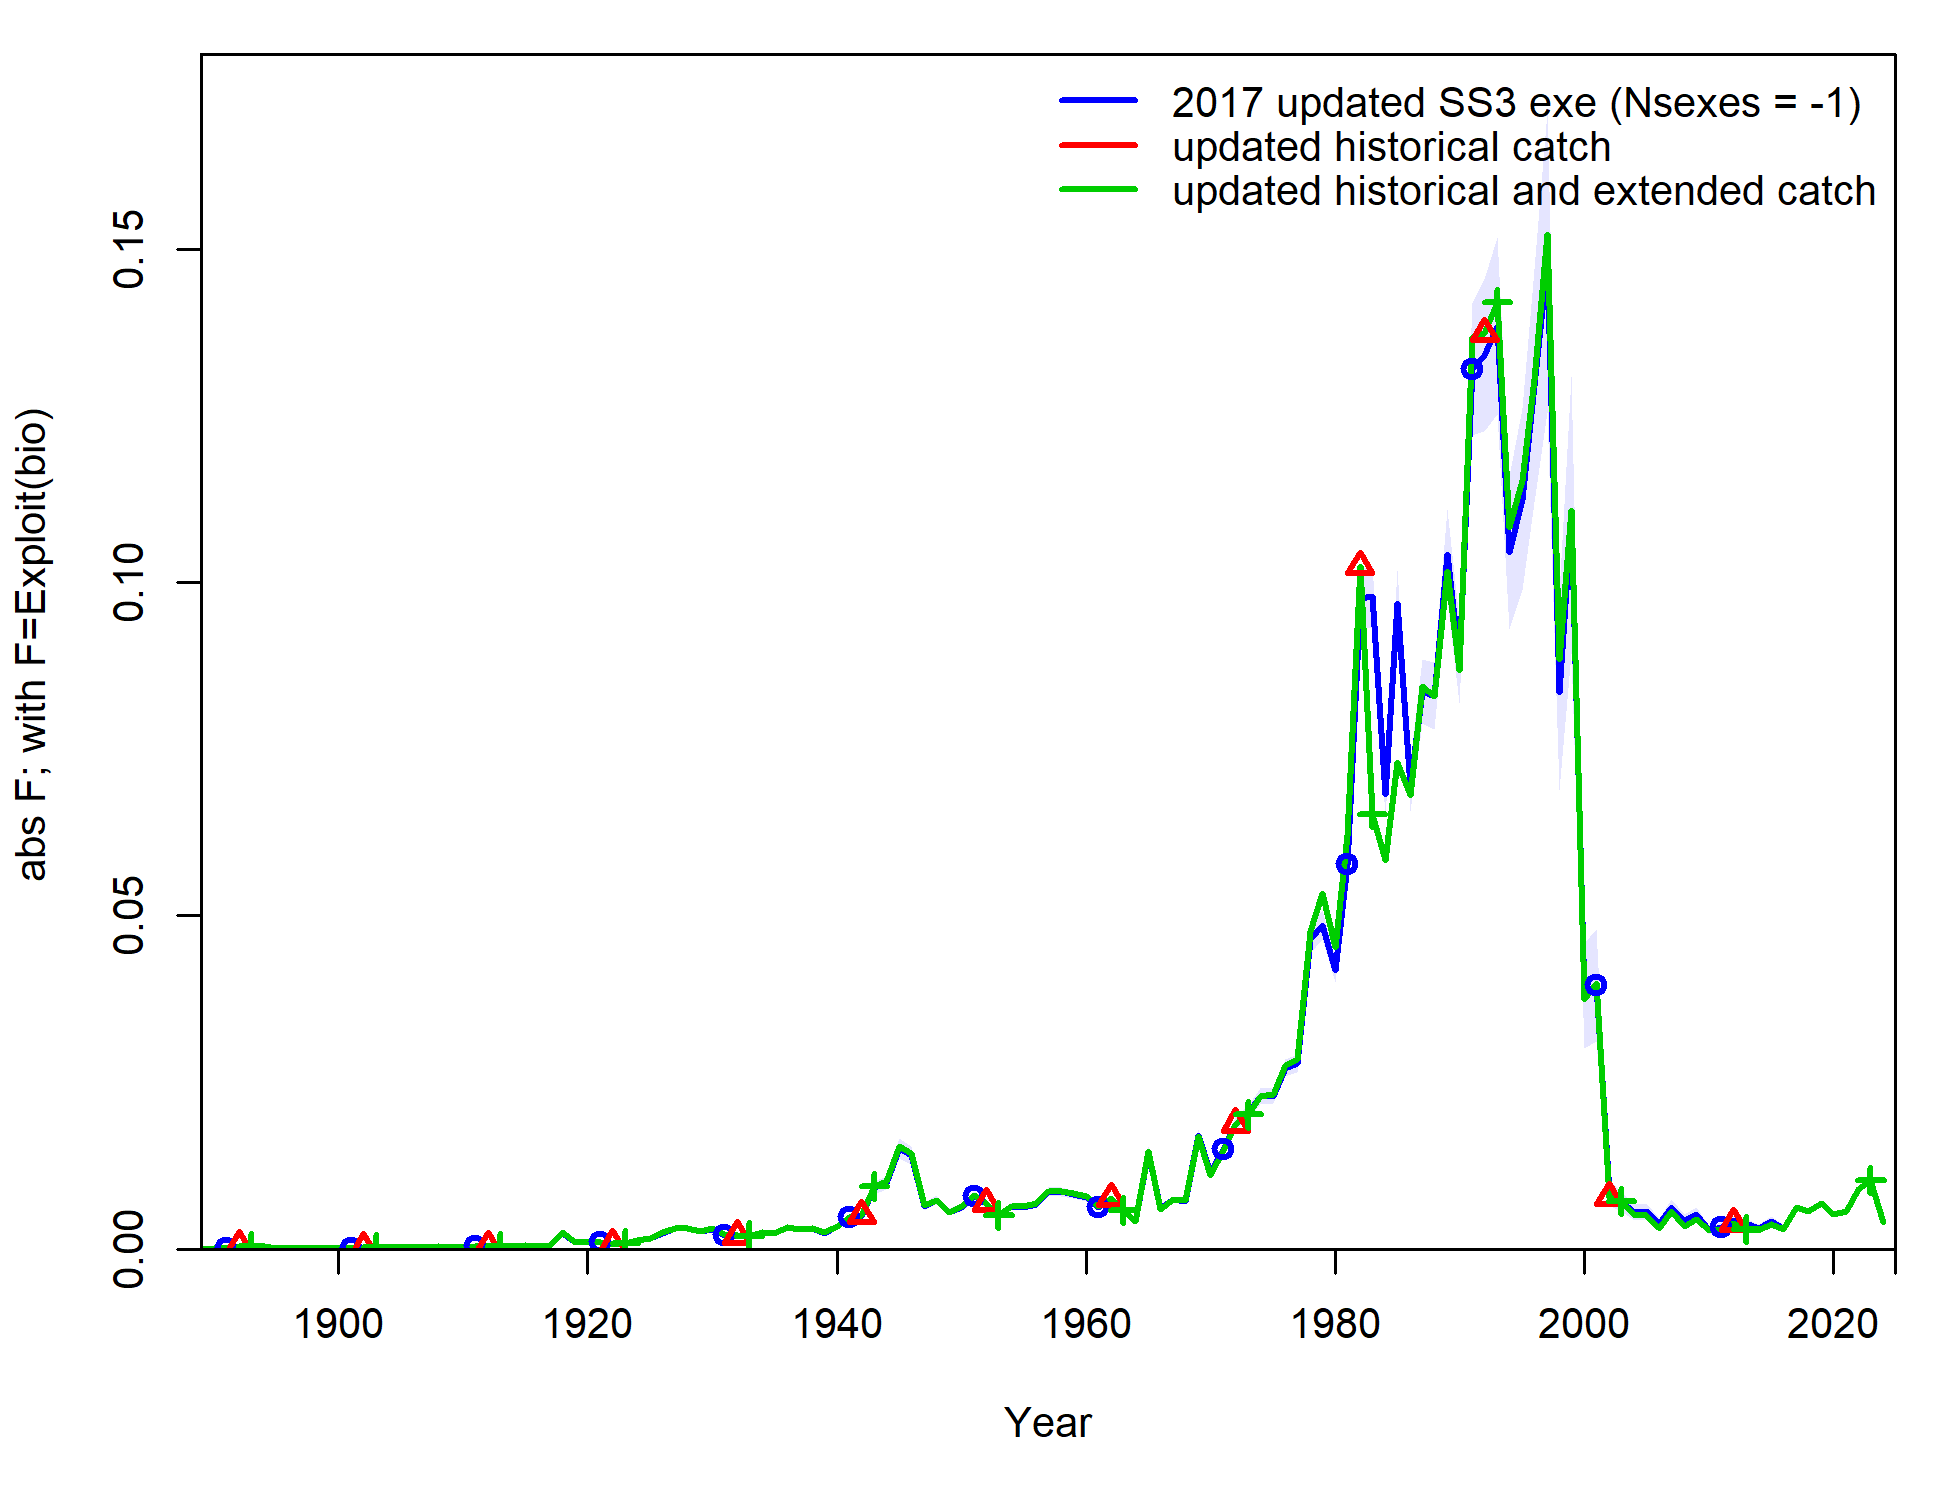 2017 updated SS3 exe (Nsexes = -1)
updated historical catch
updated historical and extended catch
abs F; with F=Exploit(bio)
0.15
0.10
0.05
0.00
1900 1920 1940 1960 1980 2000 2020
Year